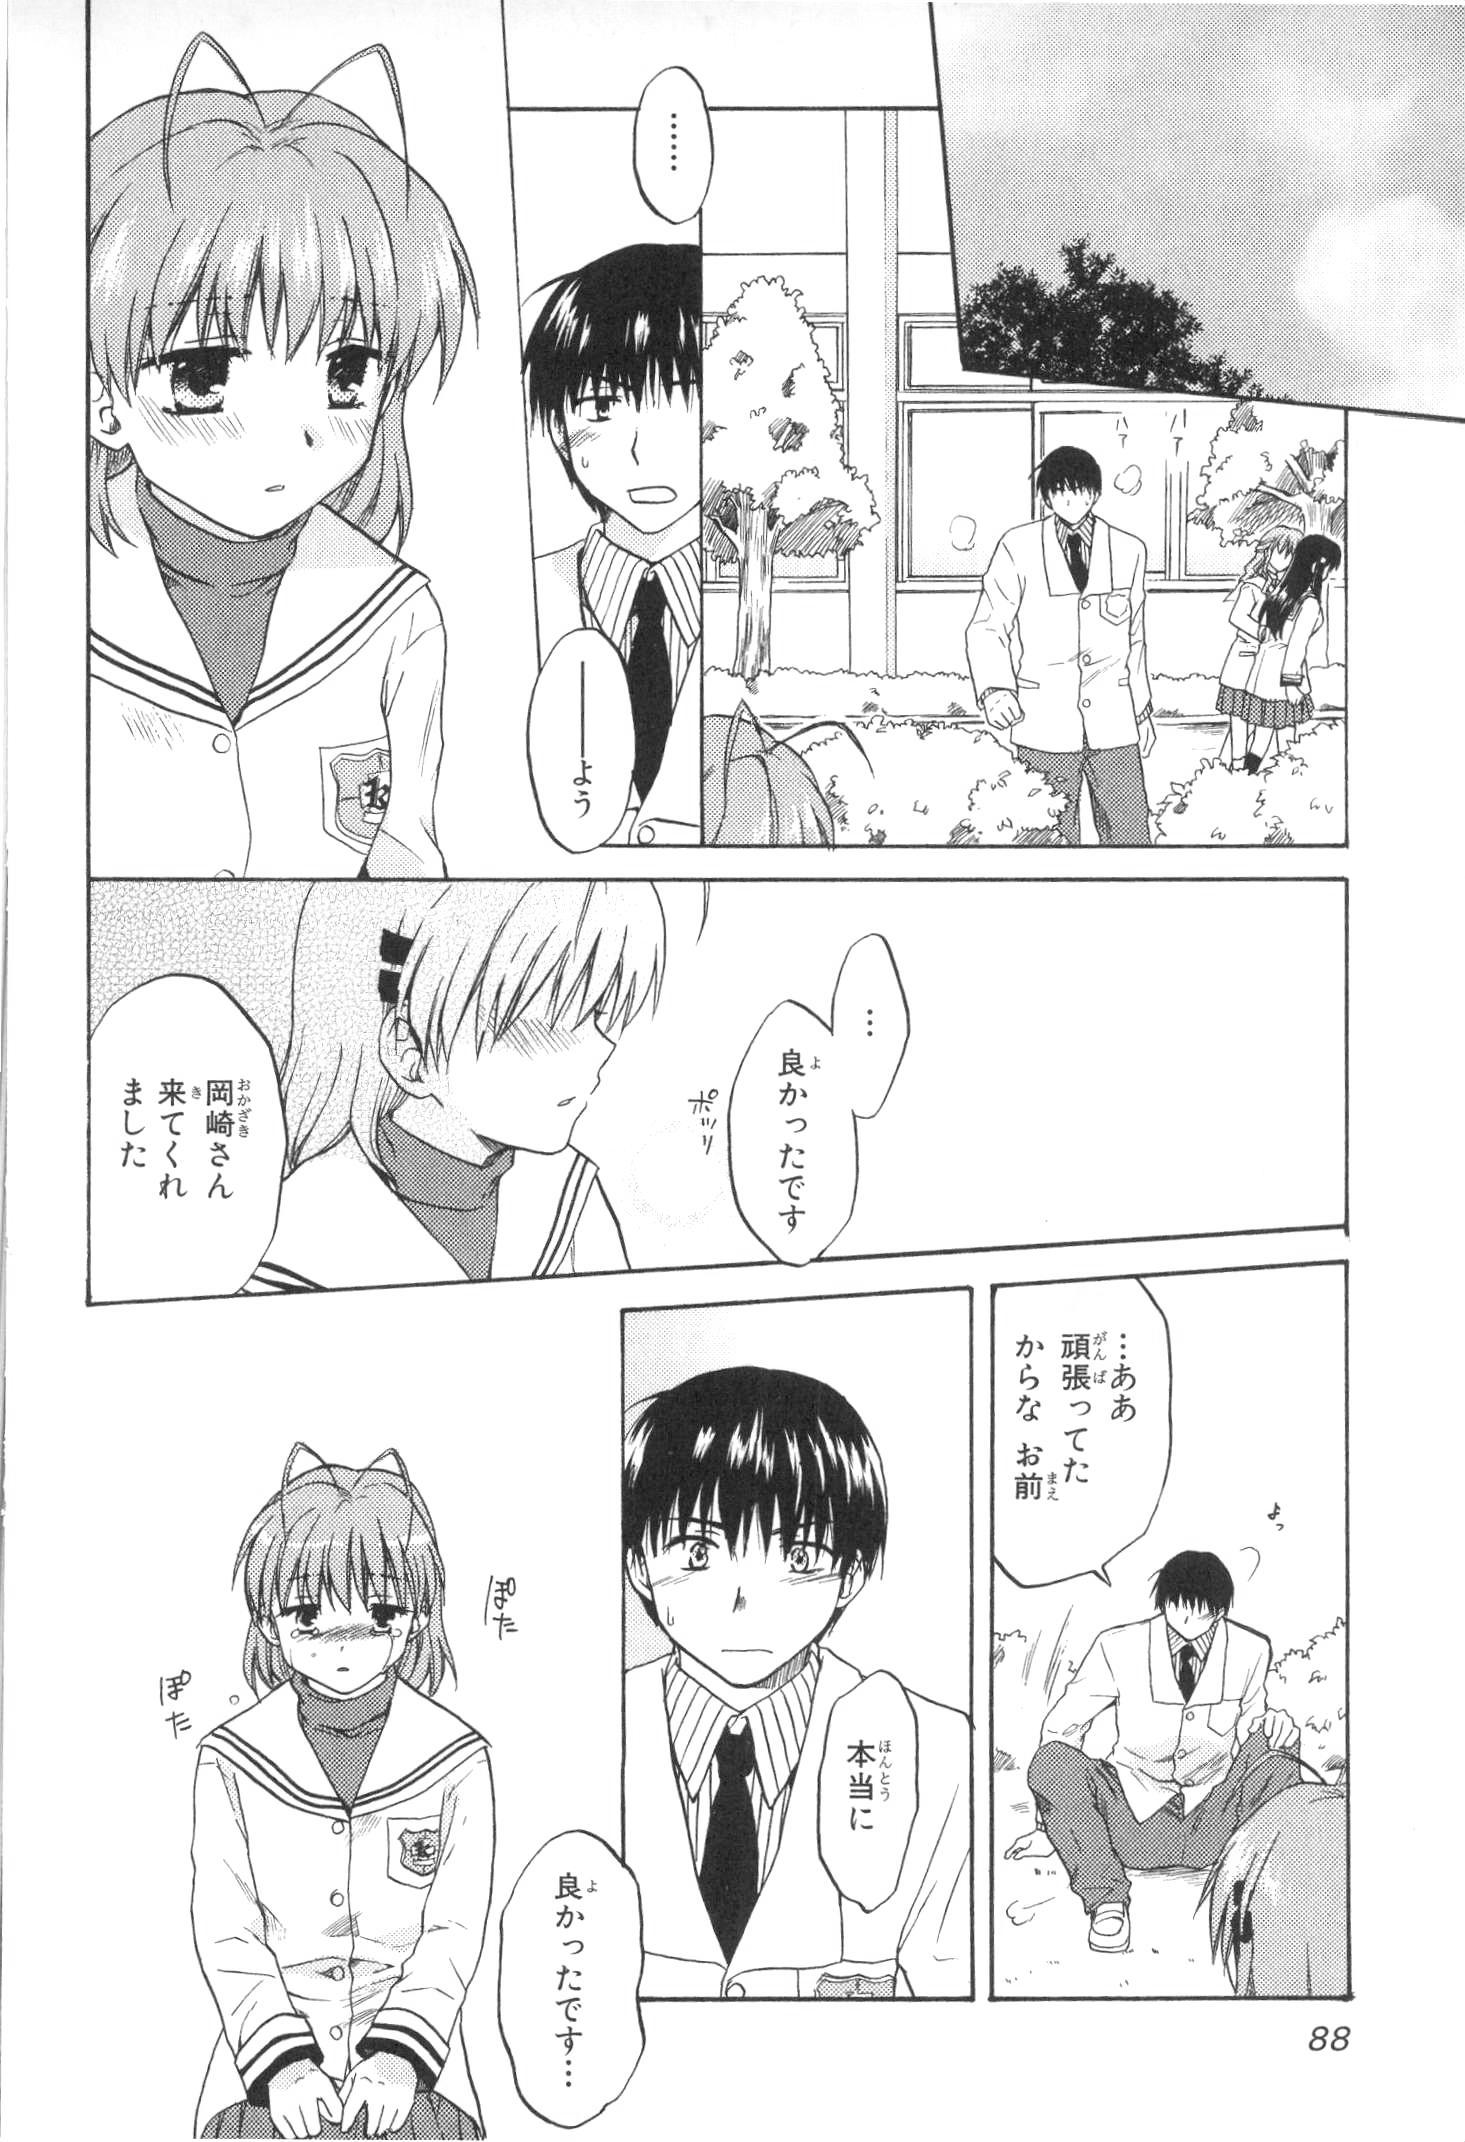 ハァ
ハァ
……
――よう
…
良かったです
ポツリ
岡崎さん
来てくれ
ました
…ああ
頑張ってた
からな お前
よっ
本当に
良かったです…
ぽた
ぽた
88